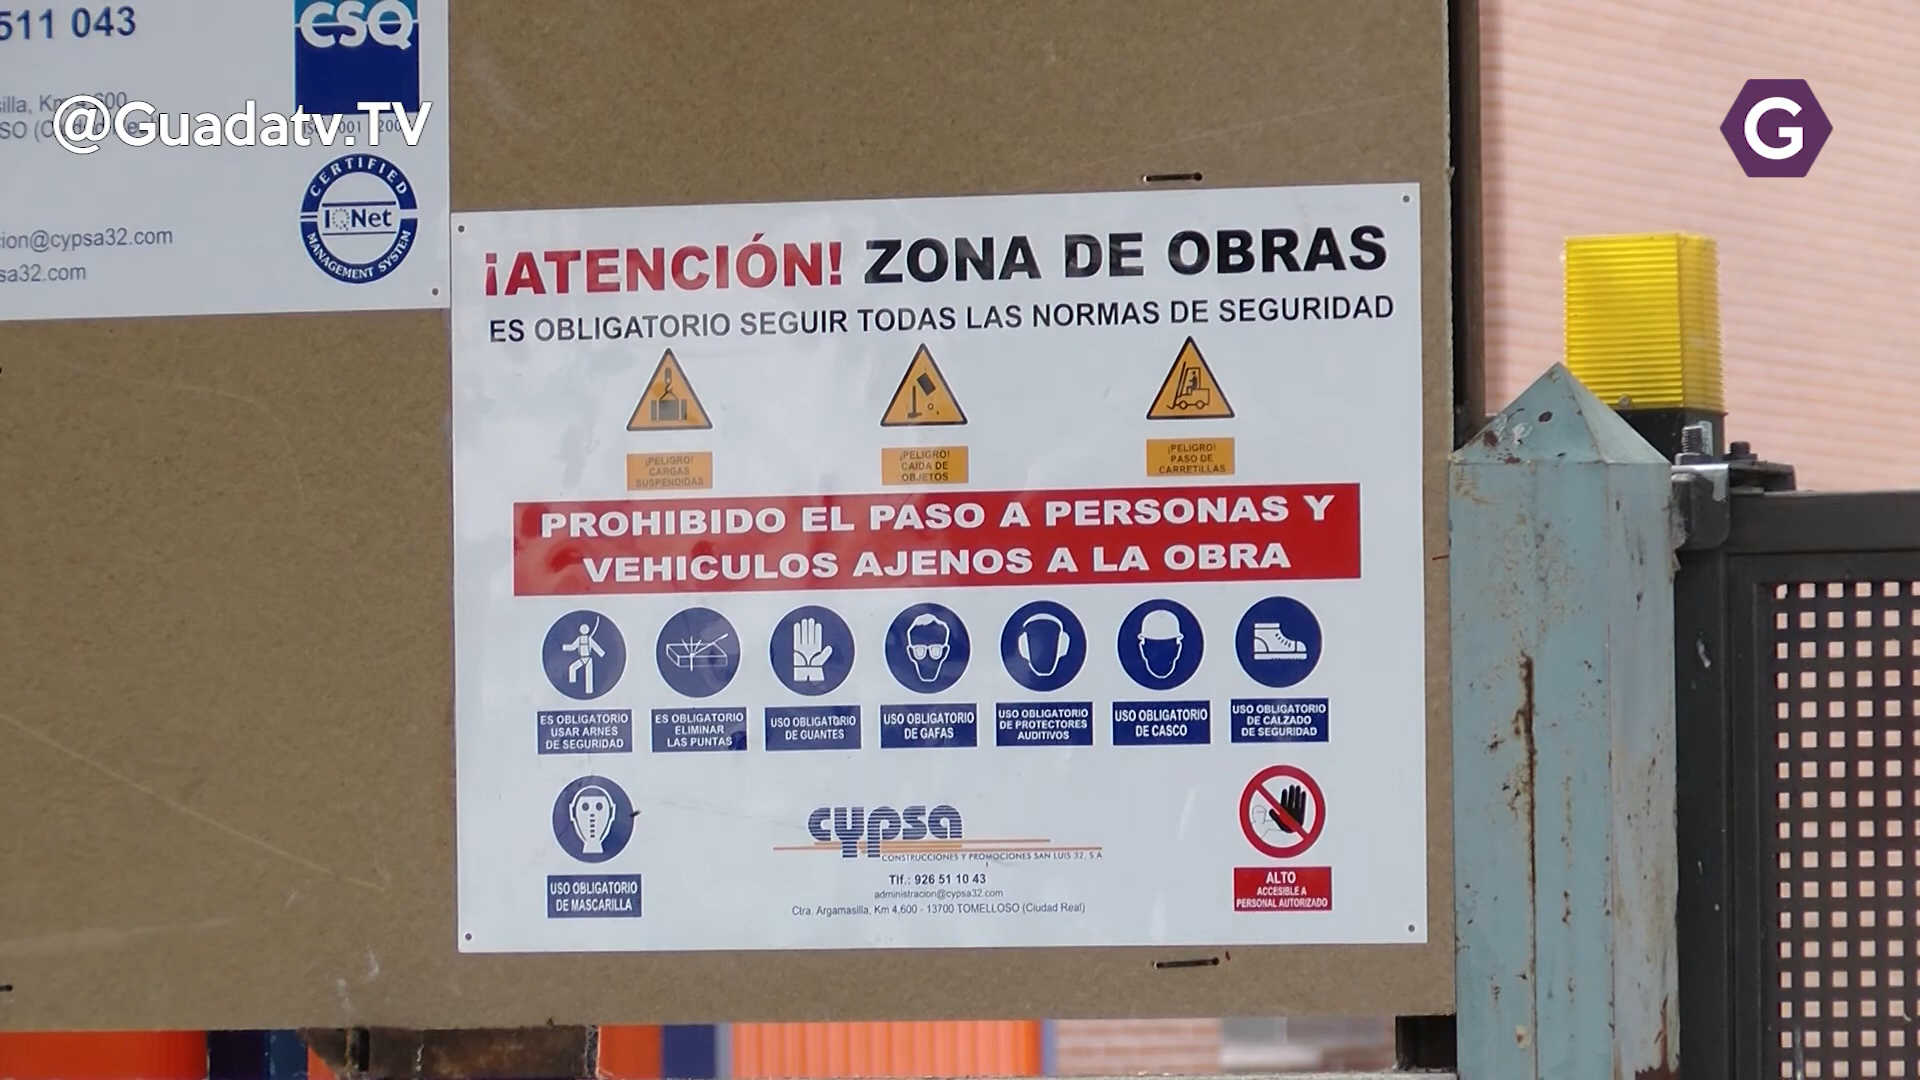 511 043
CSQ
@Guadatv.TV
G
CERTIFIED
IQNet
MANAGEMENT SYSTEM
ion@cypsa32.com
sa32.com
¡ATENCIÓN! ZONA DE OBRAS
ES OBLIGATORIO SEGUIR TODAS LAS NORMAS DE SEGURIDAD
¡PELIGRO!
CARGAS
SUSPENDIDAS
¡PELIGRO!
CAIDA DE
OBJETOS
¡PELIGRO!
PASO DE
CARRETILLAS
PROHIBIDO EL PASO A PERSONAS Y
VEHICULOS AJENOS A LA OBRA
ES OBLIGATORIO
USAR ARNES
DE SEGURIDAD
ES OBLIGATORIO
ELIMINAR
LAS PUNTAS
USO OBLIGATORIO
DE GUANTES
USO OBLIGATORIO
DE GAFAS
USO OBLIGATORIO
DE PROTECTORES
AUDITIVOS
USO OBLIGATORIO
DE CASCO
USO OBLIGATORIO
DE CALZADO
DE SEGURIDAD
USO OBLIGATORIO
DE MASCARILLA
cypsa
CONSTRUCCIONES Y PROMOCIONES SAN LUIS 32, S.A
Tlf.: 926 51 10 43
administracion@cypsa32.com
Ctra. Argamasilla, Km 4,600 - 13700 TOMELLOSO (Ciudad Real)
ALTO
ACCESIBLE A
PERSONAL AUTORIZADO